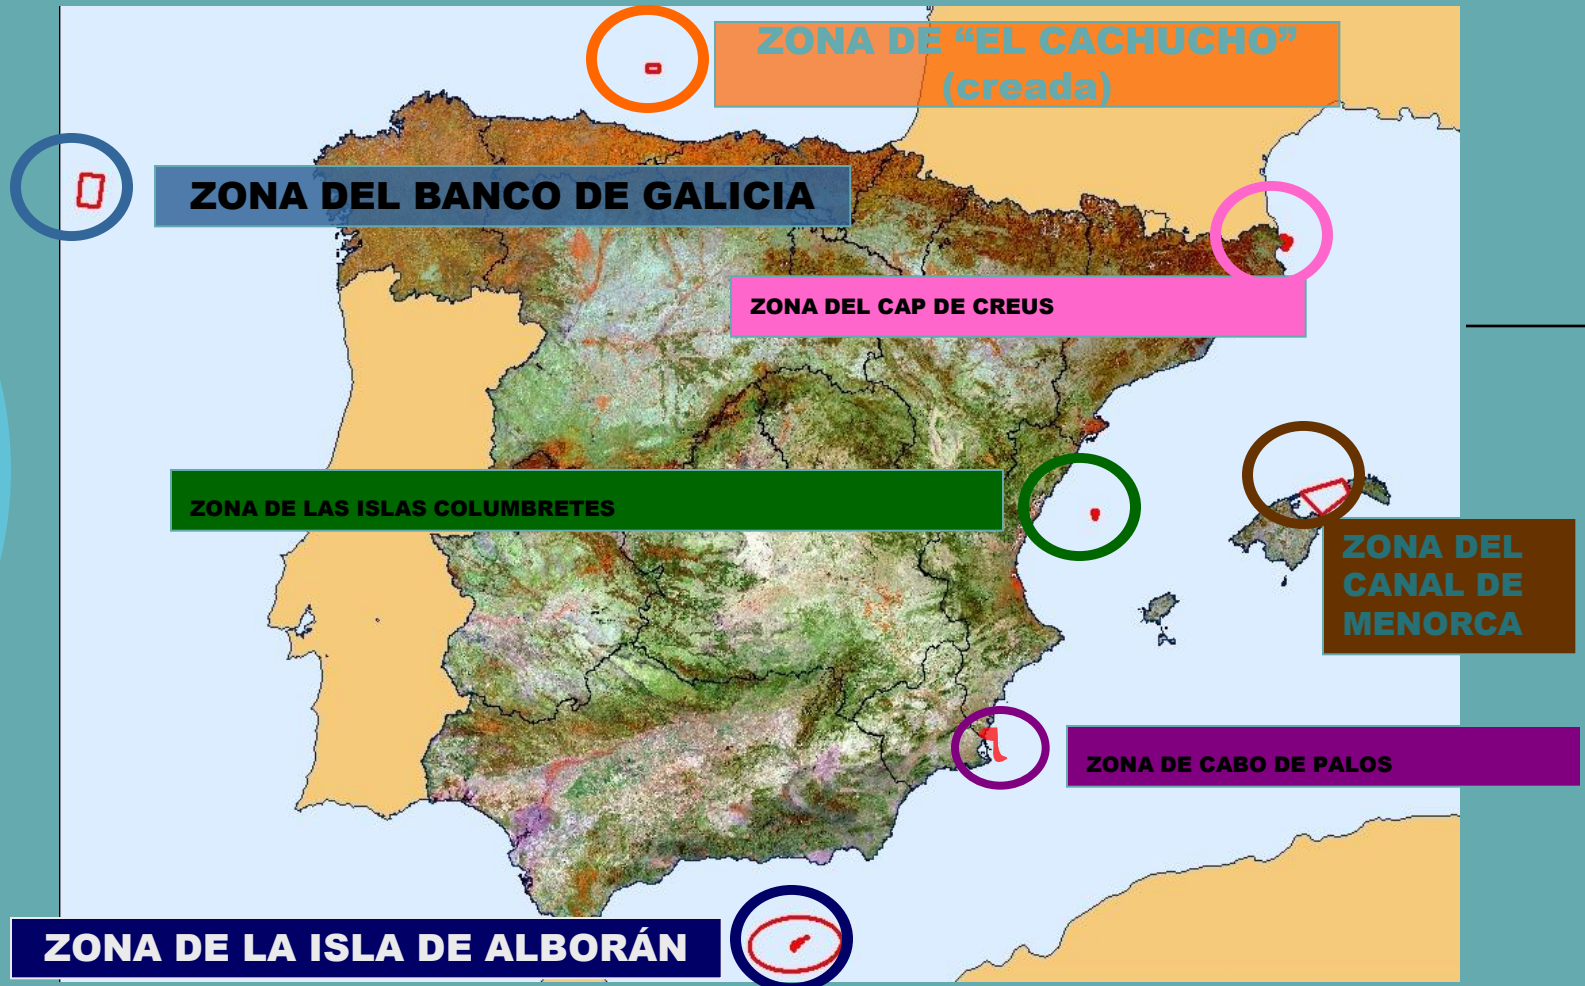 ZONA DE “EL CACHUCHO”
(creada)
ZONA DEL BANCO DE GALICIA
ZONA DEL CAP DE CREUS
ZONA DE LAS ISLAS COLUMBRETES
ZONA DEL
CANAL DE
MENORCA
ZONA DE CABO DE PALOS
ZONA DE LA ISLA DE ALBORÁN